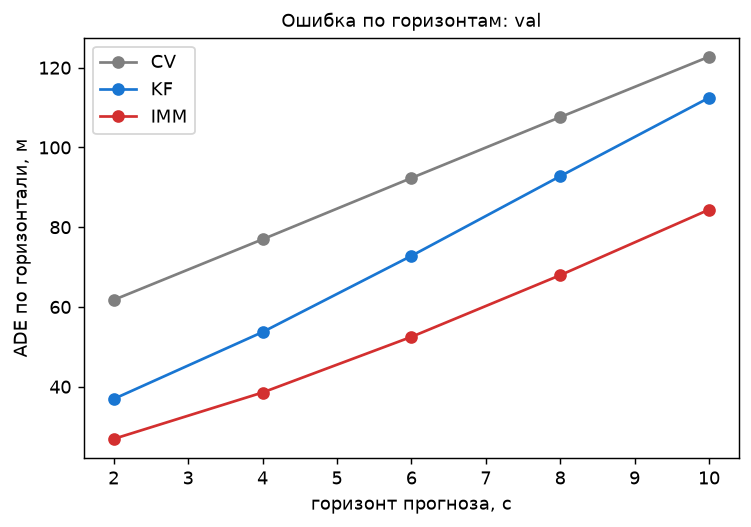 Ошибка по горизонтам: val
CV
KF
IMM
120
100
80
60
40
ADE по горизонтали, м
2 3 4 5 6 7 8 9 10
горизонт прогноза, с